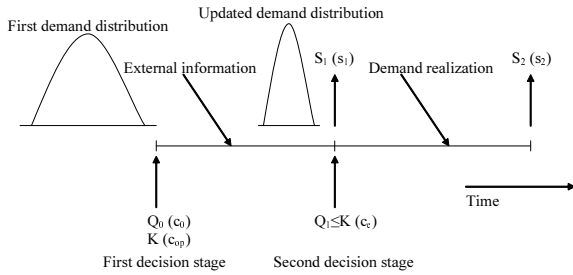 Updated demand distribution
First demand distribution
External information
S₁ (s₁)
Demand realization
S₂ (s₂)
Time
Q₀ (c₀)
K (cₒₚ)
Q₁≤K (cₑ)
First decision stage
Second decision stage